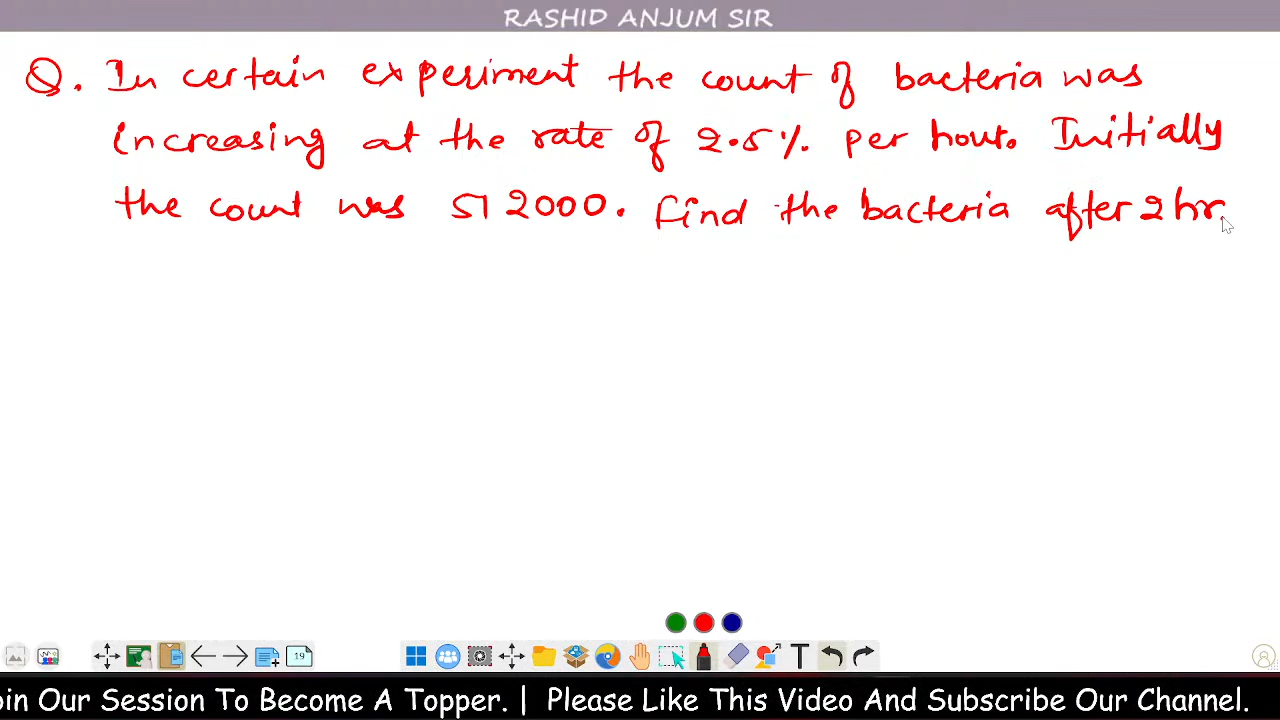 RASHID ANJUM SIR
Q. In certain experiment the count of bacteria was
increasing at the rate of 2.5% per hour. Initially
the count was 512000. find the bacteria after 2 hr.
19
oin Our Session To Become A Topper. | Please Like This Video And Subscribe Our Channel.